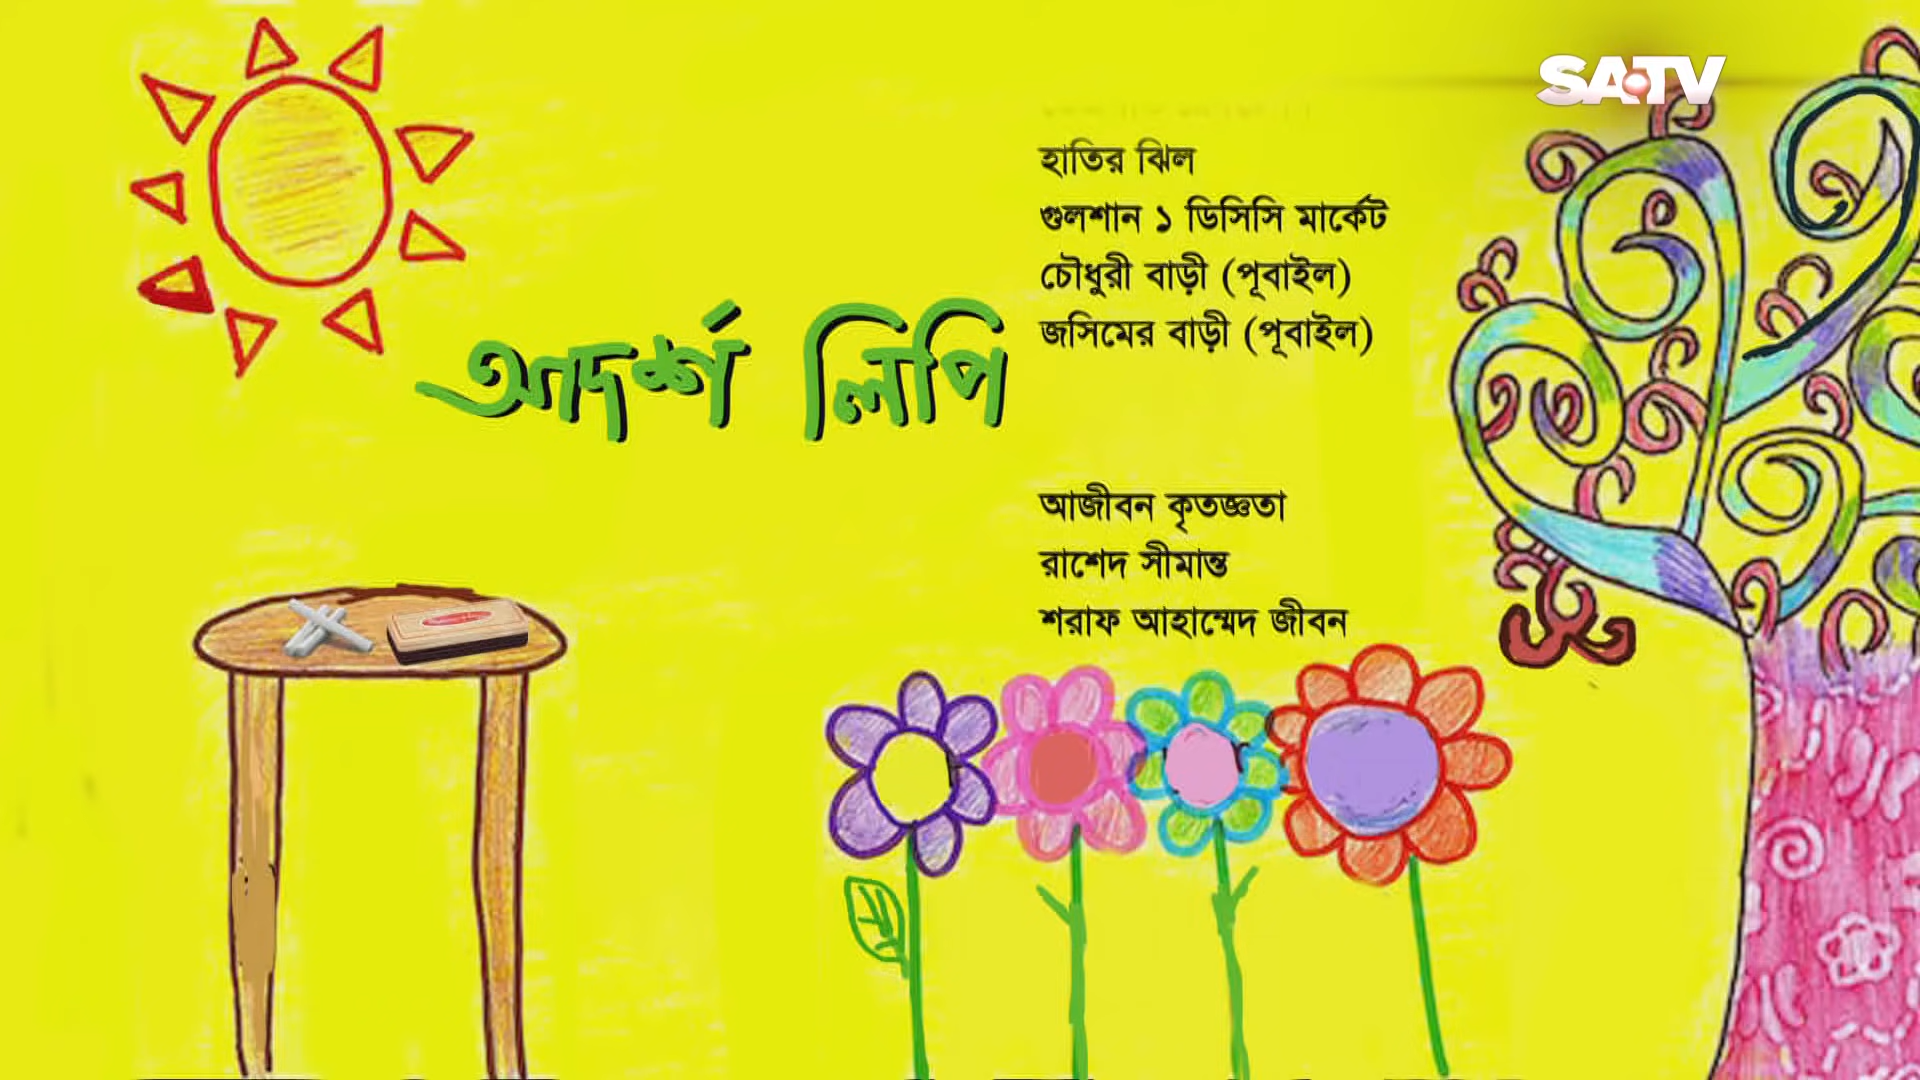 SATV
হাতির ঝিল
গুলশান ১ ডিসিসি মার্কেট
চৌধুরী বাড়ী (পূবাইল)
জসিমের বাড়ী (পূবাইল)
আদর্শ লিপি
আজীবন কৃতজ্ঞতা
রাশেদ সীমান্ত
শরাফ আহাম্মেদ জীবন